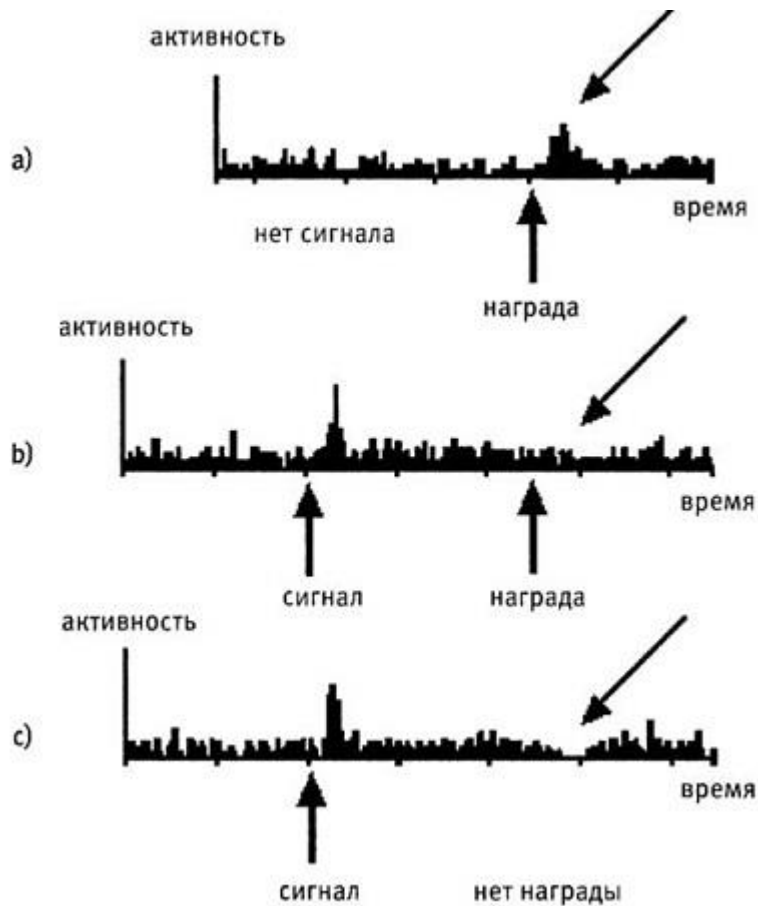 активность
a)
время
нет сигнала
награда
активность
b)
время
сигнал
награда
активность
c)
время
сигнал
нет награды